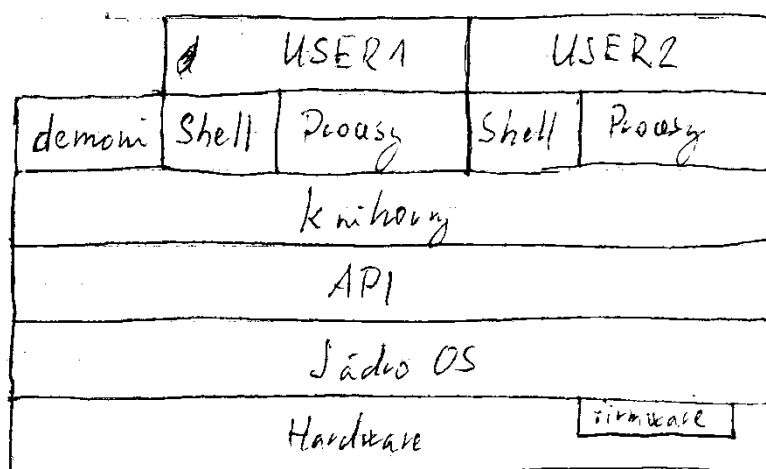 USER1 USER2
demoni Shell Procesy Shell Procesy
knihovny
API
Jádro OS
firmware
Hardware